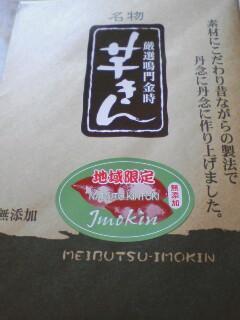 名物
厳選鳴門金時
芋きん
素材にこだわり昔ながらの製法で
丹念に丹念に作り上げました。
地域限定
NARUTO KINTOKI
無添加
Imokin
無添加
MEIBUTSU-IMOKIN